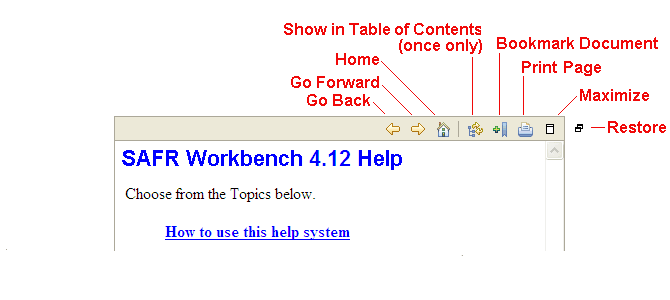 Show in Table of Contents
(once only)
Bookmark Document
Home
Print Page
Go Forward
Maximize
Go Back
Restore
SAFR Workbench 4.12 Help
Choose from the Topics below.
How to use this help system